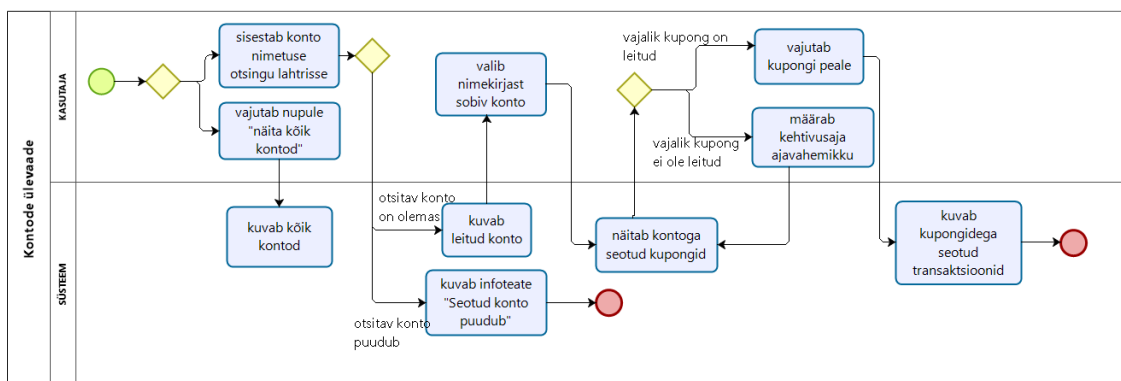 Kontode ülevaade
KASUTAJA
sisestab konto
nimetuse
otsingu lahtrisse
vajutab nupule
"näita kõik
kontod"
valib
nimekirjast
sobiv konto
vajalik kupong on
leitud
vajutab
kupongi peale
vajalik kupong
ei ole leitud
määrab
kehtivusaja
ajavahemikku
SÜSTEEM
kuvab kõik
kontod
otsitav konto
on olemas
kuvab
leitud konto
otsitav konto
puudub
kuvab infoteate
"Seotud konto
puudub"
näitab kontoga
seotud kupongid
kuvab
kupongidega
seotud
transaktsioonid